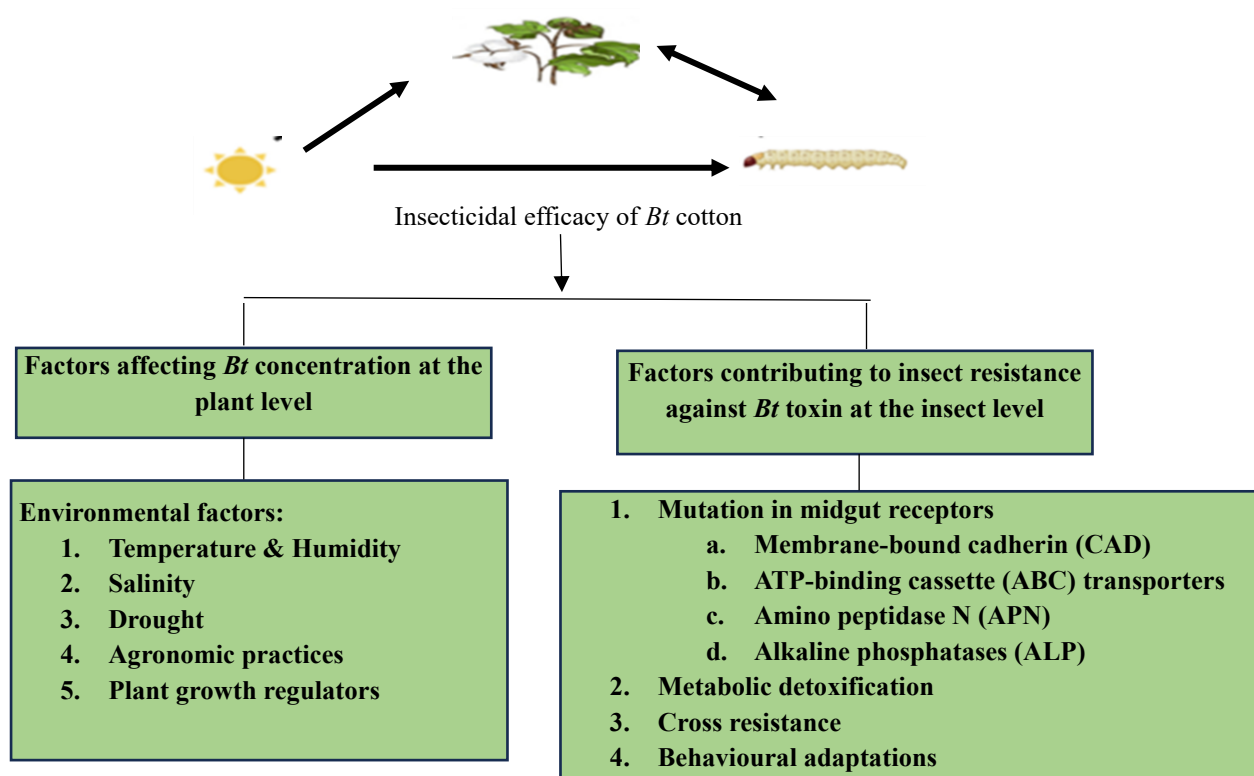 Insecticidal efficacy of Bt cotton
Factors affecting Bt concentration at the
plant level
Factors contributing to insect resistance
against Bt toxin at the insect level
Environmental factors:
1. Temperature & Humidity
2. Salinity
3. Drought
4. Agronomic practices
5. Plant growth regulators
1. Mutation in midgut receptors
a. Membrane-bound cadherin (CAD)
b. ATP-binding cassette (ABC) transporters
c. Amino peptidase N (APN)
d. Alkaline phosphatases (ALP)
2. Metabolic detoxification
3. Cross resistance
4. Behavioural adaptations